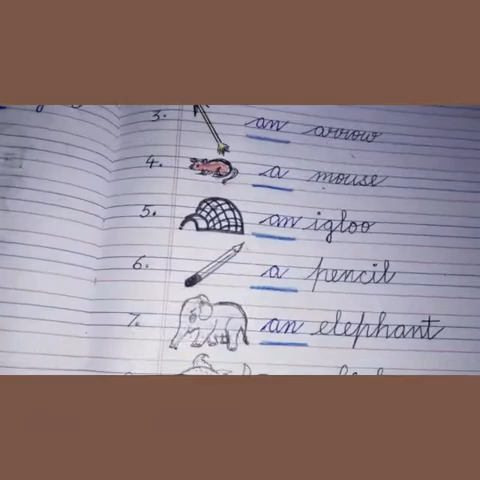 3. an arrow
4. a mouse
5. an igloo
6. a pencil
7. an elephant